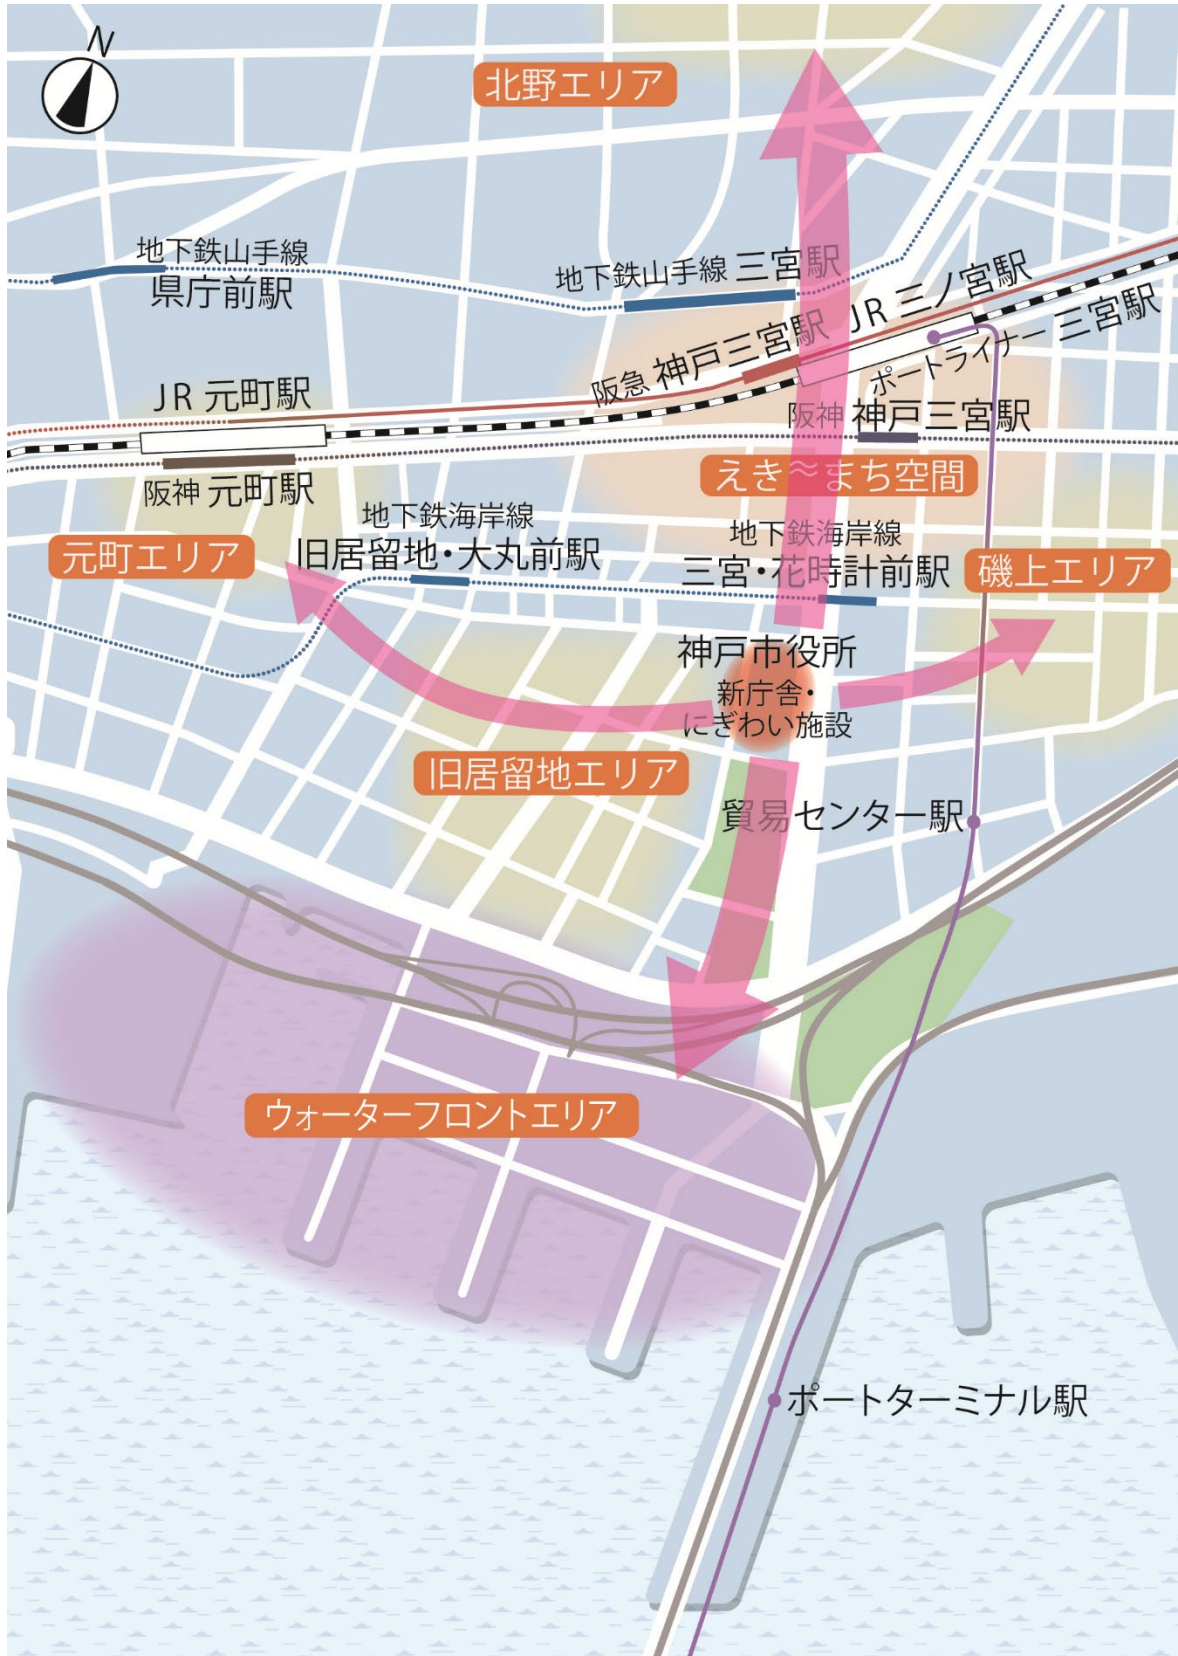 N
北野エリア
地下鉄山手線
県庁前駅
地下鉄山手線 三宮駅
JR 三ノ宮駅
阪急 神戸三宮駅
ポートライナー 三宮駅
JR 元町駅
阪神 神戸三宮駅
阪神 元町駅
えき≈まち空間
地下鉄海岸線
旧居留地・大丸前駅
地下鉄海岸線
三宮・花時計前駅
元町エリア
磯上エリア
神戸市役所
新庁舎・
にぎわい施設
旧居留地エリア
貿易センター駅
ウォーターフロントエリア
ポートターミナル駅